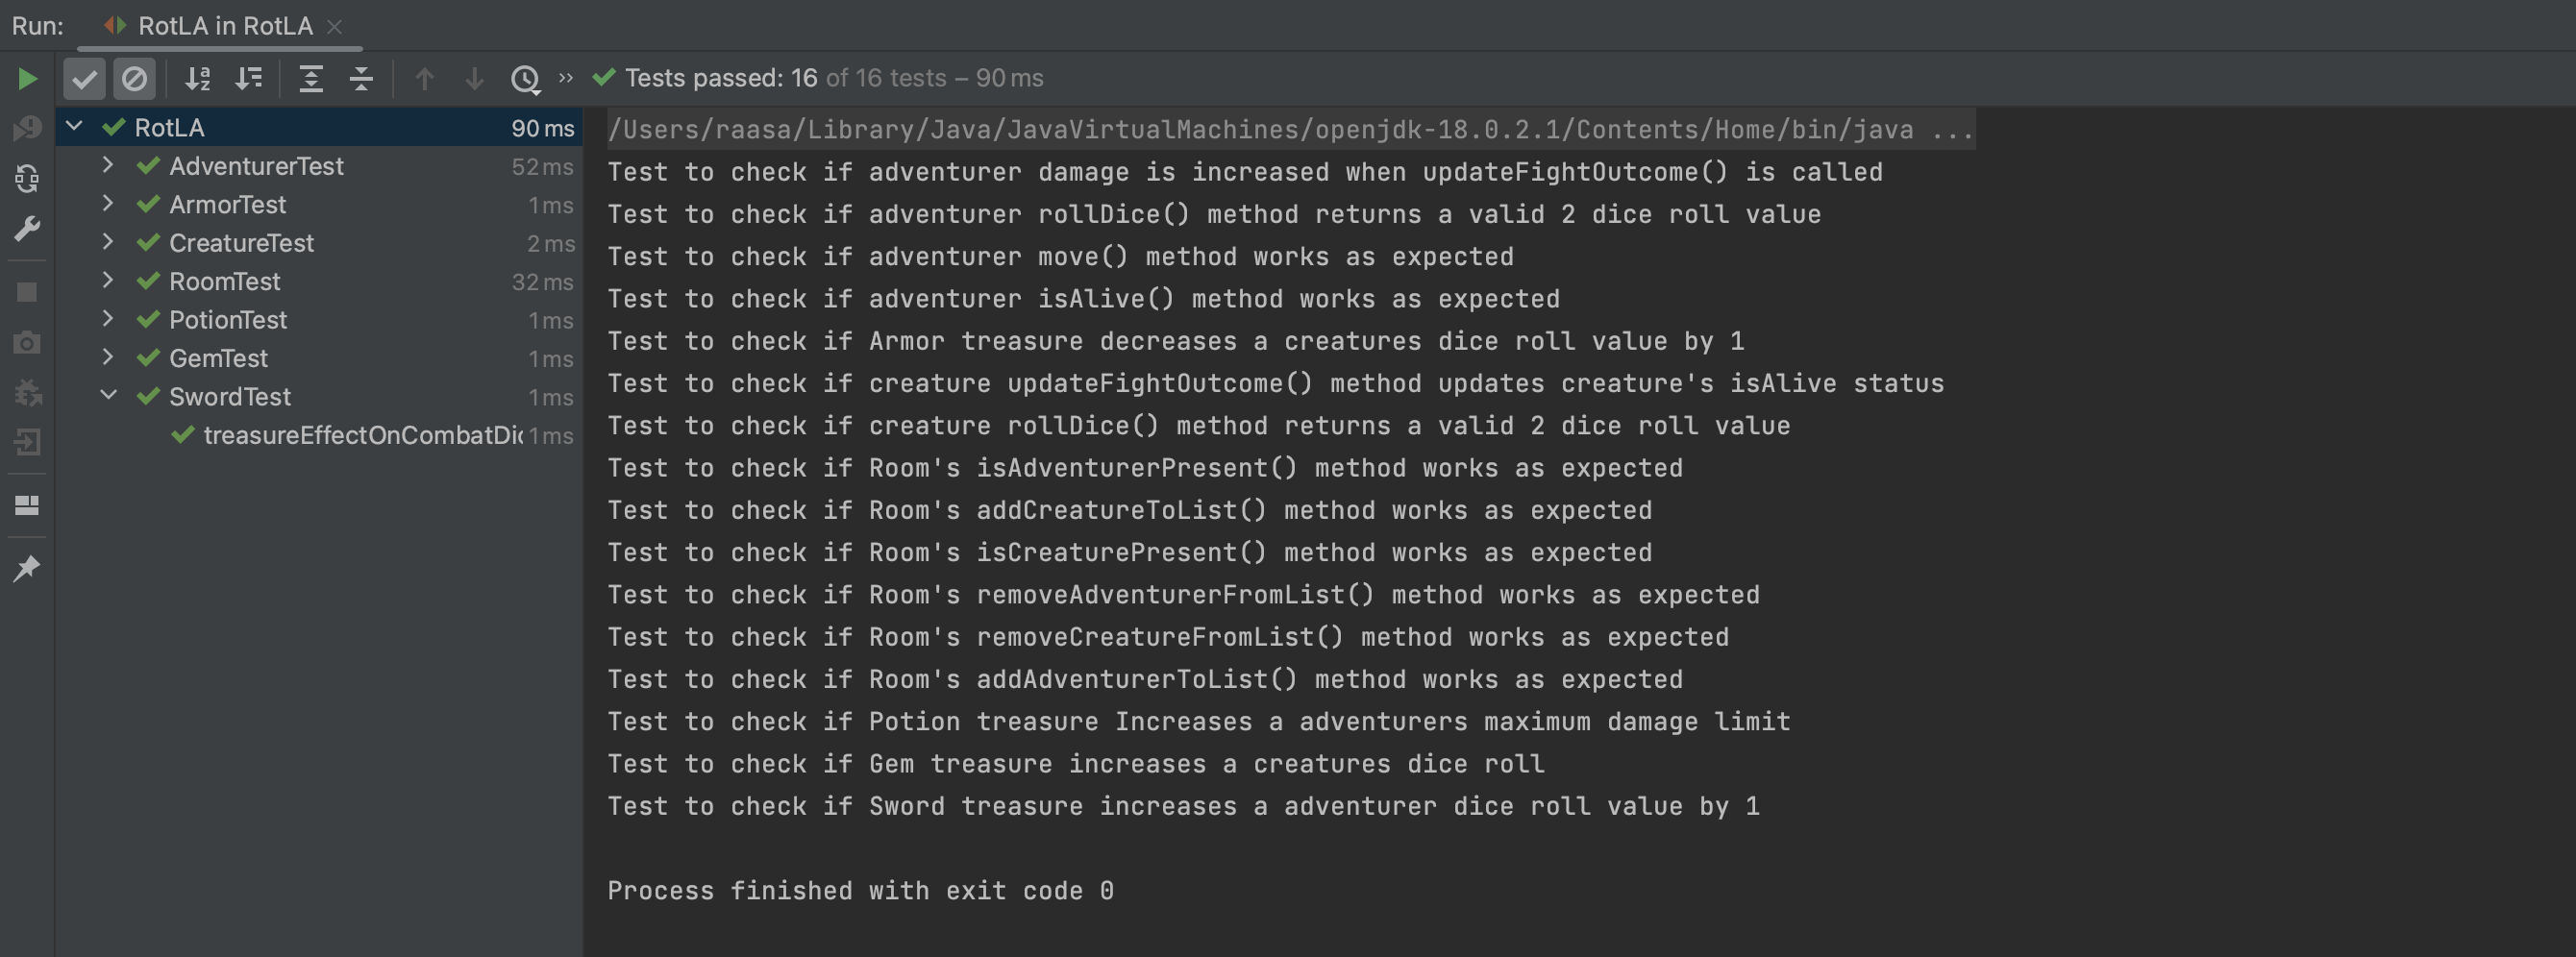 Run: RotLA in RotLA
Tests passed: 16 of 16 tests – 90 ms
RotLA 90 ms
AdventurerTest 52 ms
ArmorTest 1 ms
CreatureTest 2 ms
RoomTest 32 ms
PotionTest 1 ms
GemTest 1 ms
SwordTest 1 ms
treasureEffectOnCombatDic 1 ms
/Users/raasa/Library/Java/JavaVirtualMachines/openjdk-18.0.2.1/Contents/Home/bin/java ...
Test to check if adventurer damage is increased when updateFightOutcome() is called
Test to check if adventurer rollDice() method returns a valid 2 dice roll value
Test to check if adventurer move() method works as expected
Test to check if adventurer isAlive() method works as expected
Test to check if Armor treasure decreases a creatures dice roll value by 1
Test to check if creature updateFightOutcome() method updates creature's isAlive status
Test to check if creature rollDice() method returns a valid 2 dice roll value
Test to check if Room's isAdventurerPresent() method works as expected
Test to check if Room's addCreatureToList() method works as expected
Test to check if Room's isCreaturePresent() method works as expected
Test to check if Room's removeAdventurerFromList() method works as expected
Test to check if Room's removeCreatureFromList() method works as expected
Test to check if Room's addAdventurerToList() method works as expected
Test to check if Potion treasure Increases a adventurers maximum damage limit
Test to check if Gem treasure increases a creatures dice roll
Test to check if Sword treasure increases a adventurer dice roll value by 1
Process finished with exit code 0